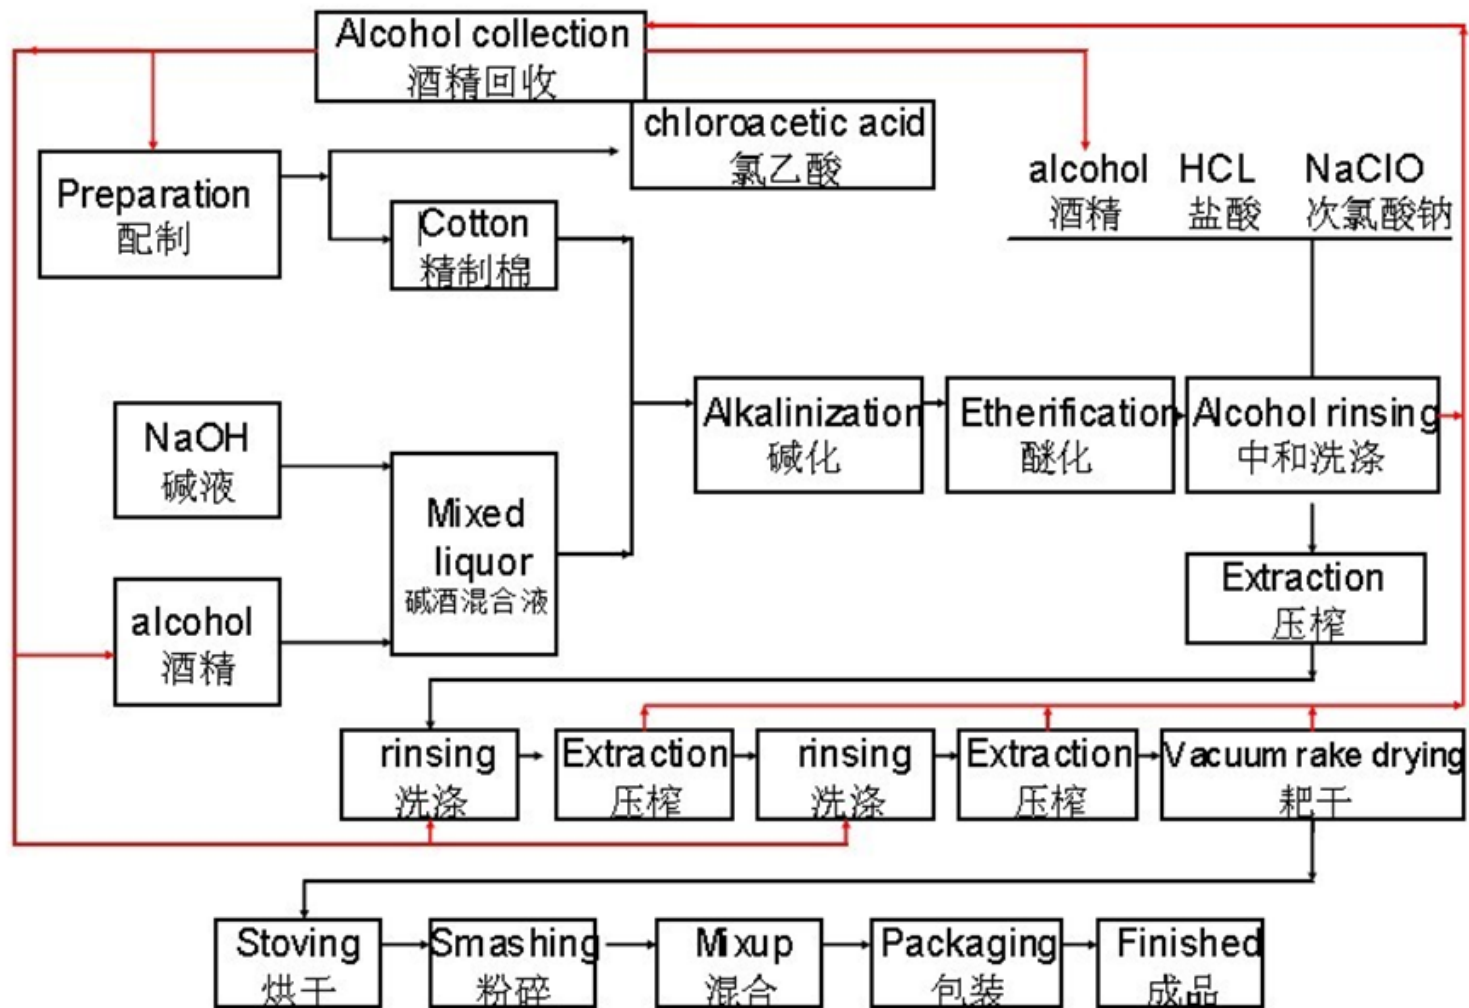 Alcohol collection
酒精回收
chloroacetic acid
氯乙酸
Preparation
配制
Cotton
精制棉
alcohol HCL NaClO
酒精 盐酸 次氯酸钠
NaOH
碱液
alcohol
酒精
Mixed
liquor
碱酒混合液
Alkalinization
碱化
Etherification
醚化
Alcohol rinsing
中和洗涤
Extraction
压榨
rinsing
洗涤
Extraction
压榨
rinsing
洗涤
Extraction
压榨
Vacuum rake drying
耙干
Stoving
烘干
Smashing
粉碎
Mixup
混合
Packaging
包装
Finished
成品